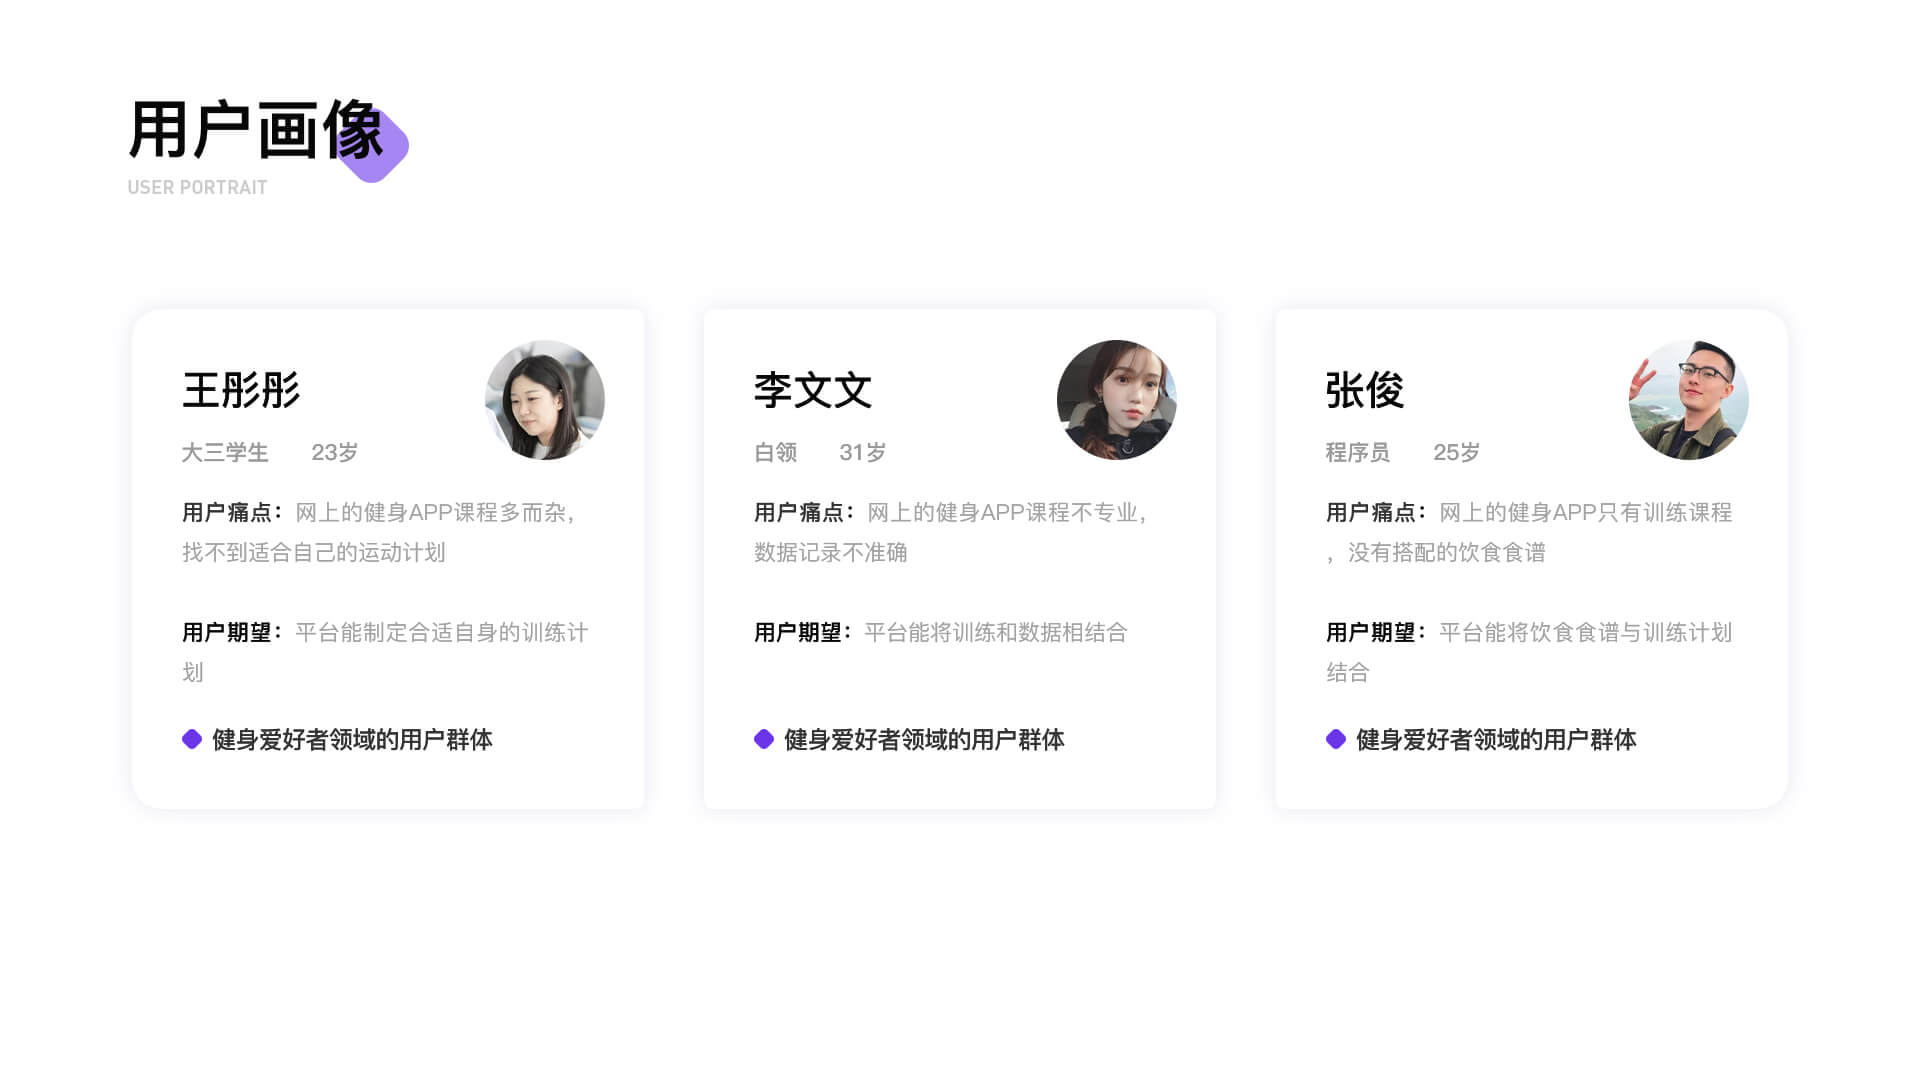 用户画像
USER PORTRAIT
王彤彤
大三学生 23岁
用户痛点：网上的健身APP课程多而杂，
找不到适合自己的运动计划
用户期望：平台能制定合适自身的训练计
划
健身爱好者领域的用户群体
李文文
白领 31岁
用户痛点：网上的健身APP课程不专业，
数据记录不准确
用户期望：平台能将训练和数据相结合
健身爱好者领域的用户群体
张俊
程序员 25岁
用户痛点：网上的健身APP只有训练课程
，没有搭配的饮食食谱
用户期望：平台能将饮食食谱与训练计划
结合
健身爱好者领域的用户群体